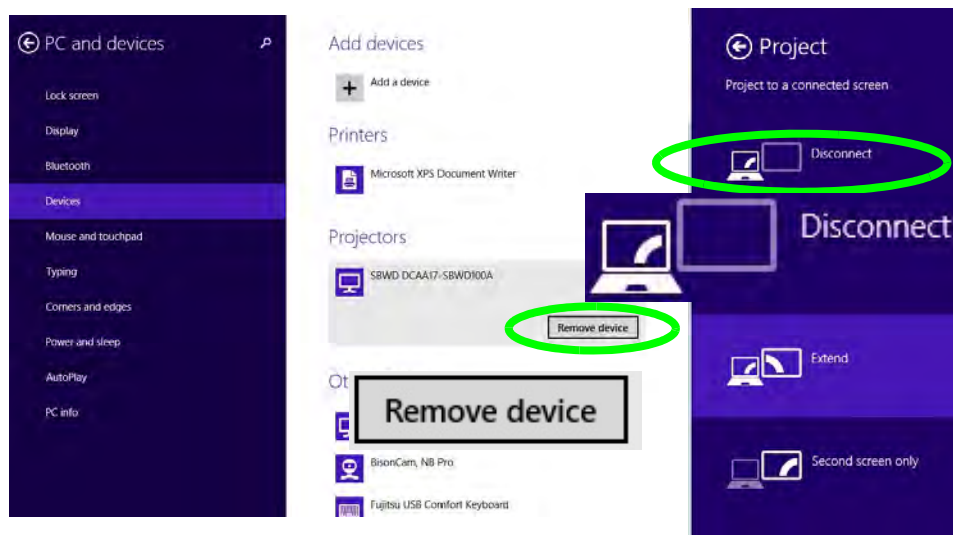 PC and devices
Lock screen
Display
Bluetooth
Devices
Mouse and touchpad
Typing
Corners and edges
Power and sleep
AutoPlay
PC info
Add devices
Add a device
Printers
Microsoft XPS Document Writer
Projectors
SBWD DCAA17-SBWD100A
Remove device
Ot
Remove device
BisonCam, NB Pro
Fujitsu USB Comfort Keyboard
Project
Project to a connected screen
Disconnect
Disconnect
Extend
Second screen only